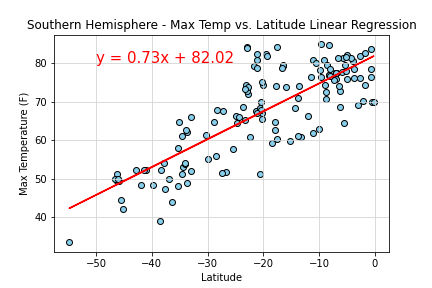 Southern Hemisphere - Max Temp vs. Latitude Linear Regression
y = 0.73x + 82.02
Max Temperature (F)
80
70
60
50
40
−50 −40 −30 −20 −10 0
Latitude